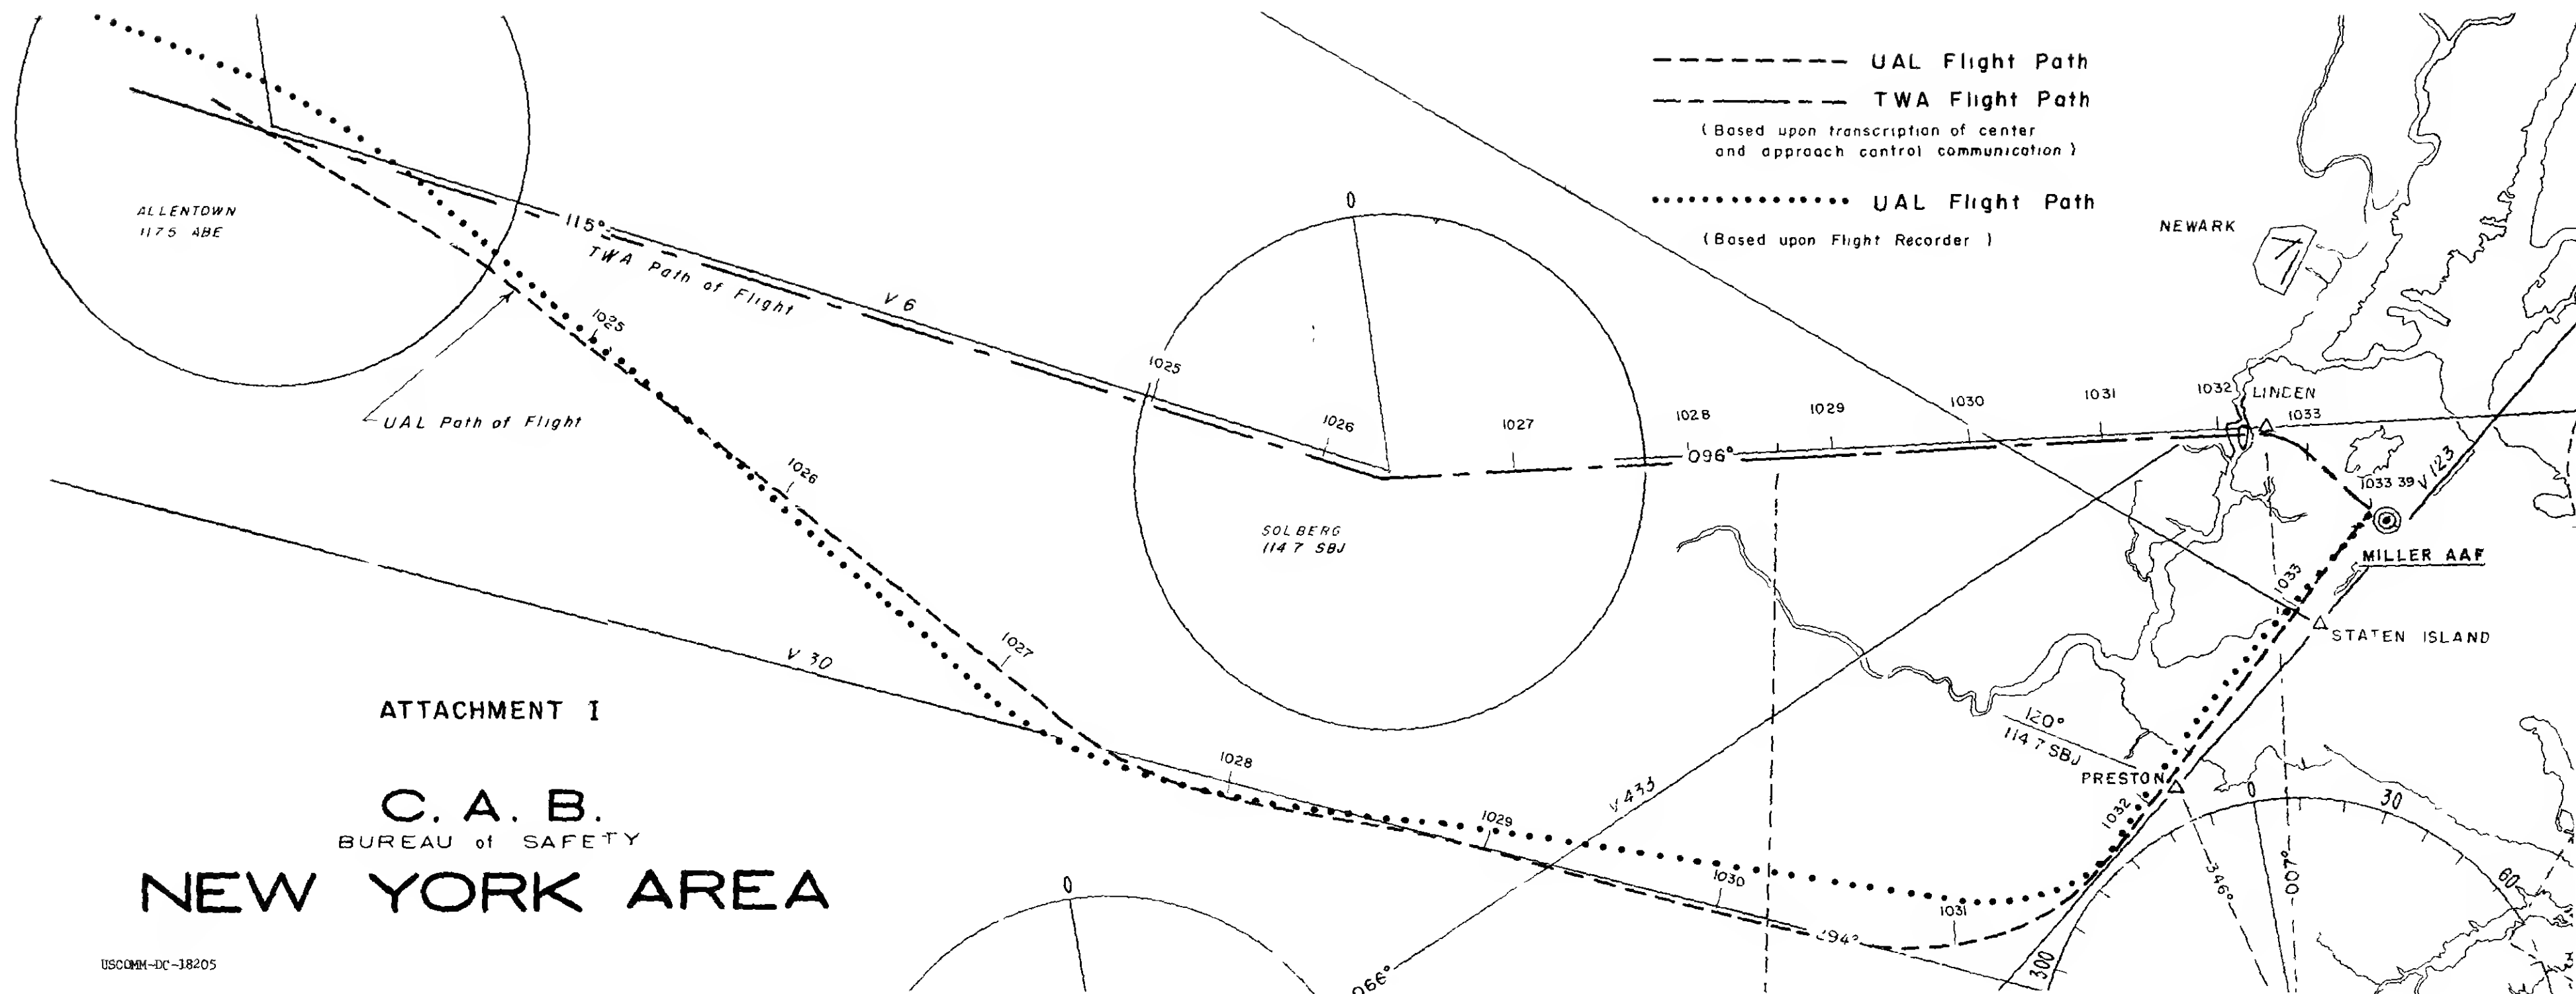 UAL Flight Path
TWA Flight Path
( Based upon transcription of center
and approach control communication )
UAL Flight Path
( Based upon Flight Recorder )
NEWARK
ALLENTOWN
117 5 ABE
115°
TWA Path of Flight
V 6
0
1025
UAL Path of Flight
1025
1026
1027
1028
1029
1030
1031
1032
LINDEN
1033
096°
1033 39
V 123
1026
SOLBERG
114 7 SBJ
MILLER AAF
1033
STATEN ISLAND
1027
V 30
ATTACHMENT I
120°
114 7 SBJ
PRESTON
1028
V 433
0
30
C. A. B.
BUREAU of SAFETY
NEW YORK AREA
1029
1032
1030
0
60
346°
007°
1031
294°
300
066°
USCOMM-DC-18205